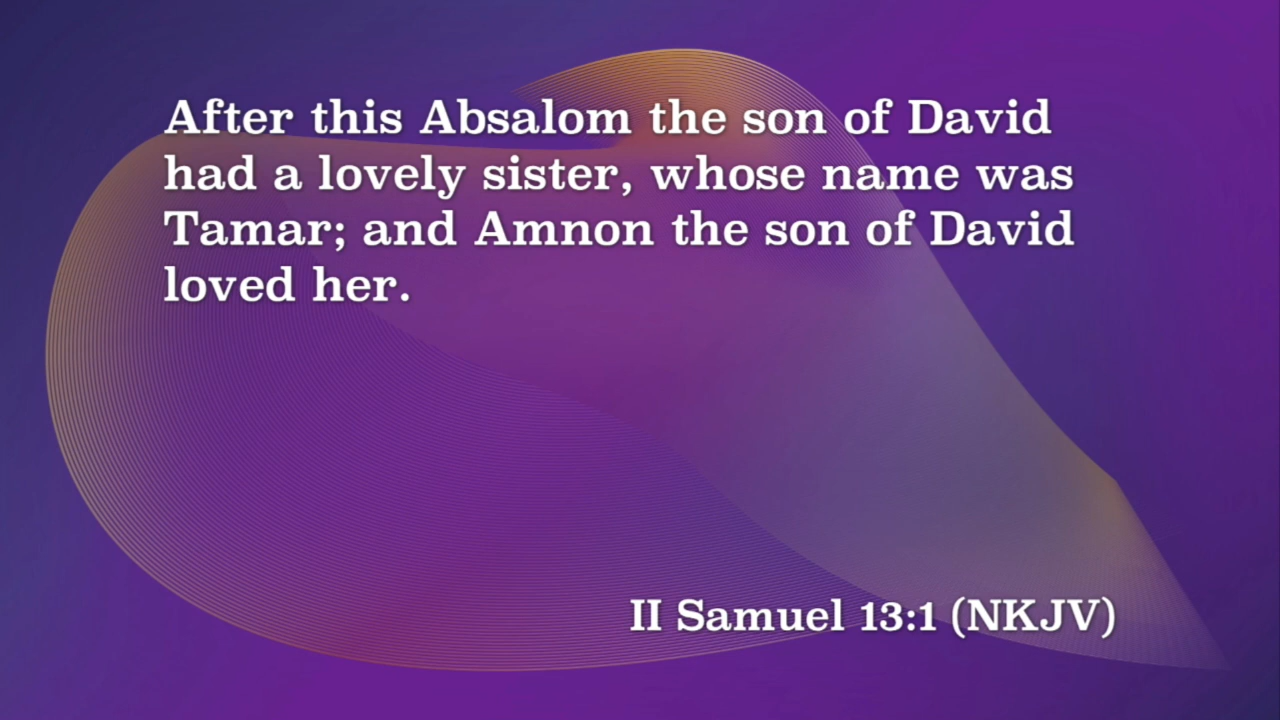 After this Absalom the son of David
had a lovely sister, whose name was
Tamar; and Amnon the son of David
loved her.
II Samuel 13:1 (NKJV)